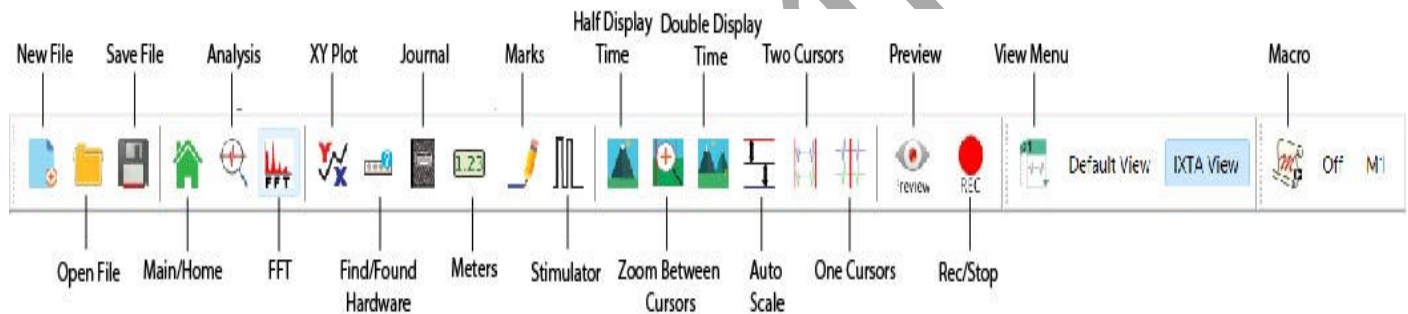 Half Display Double Display
New File Save File Analysis XY Plot Journal Marks Time Time Two Cursors Preview View Menu Macro
FFT
Y X
1.23
Preview
REC
Default View IXTA View
Off M1
Open File Main/Home FFT Find/Found Meters Stimulator Zoom Between Auto One Cursors Rec/Stop
Hardware Cursors Scale